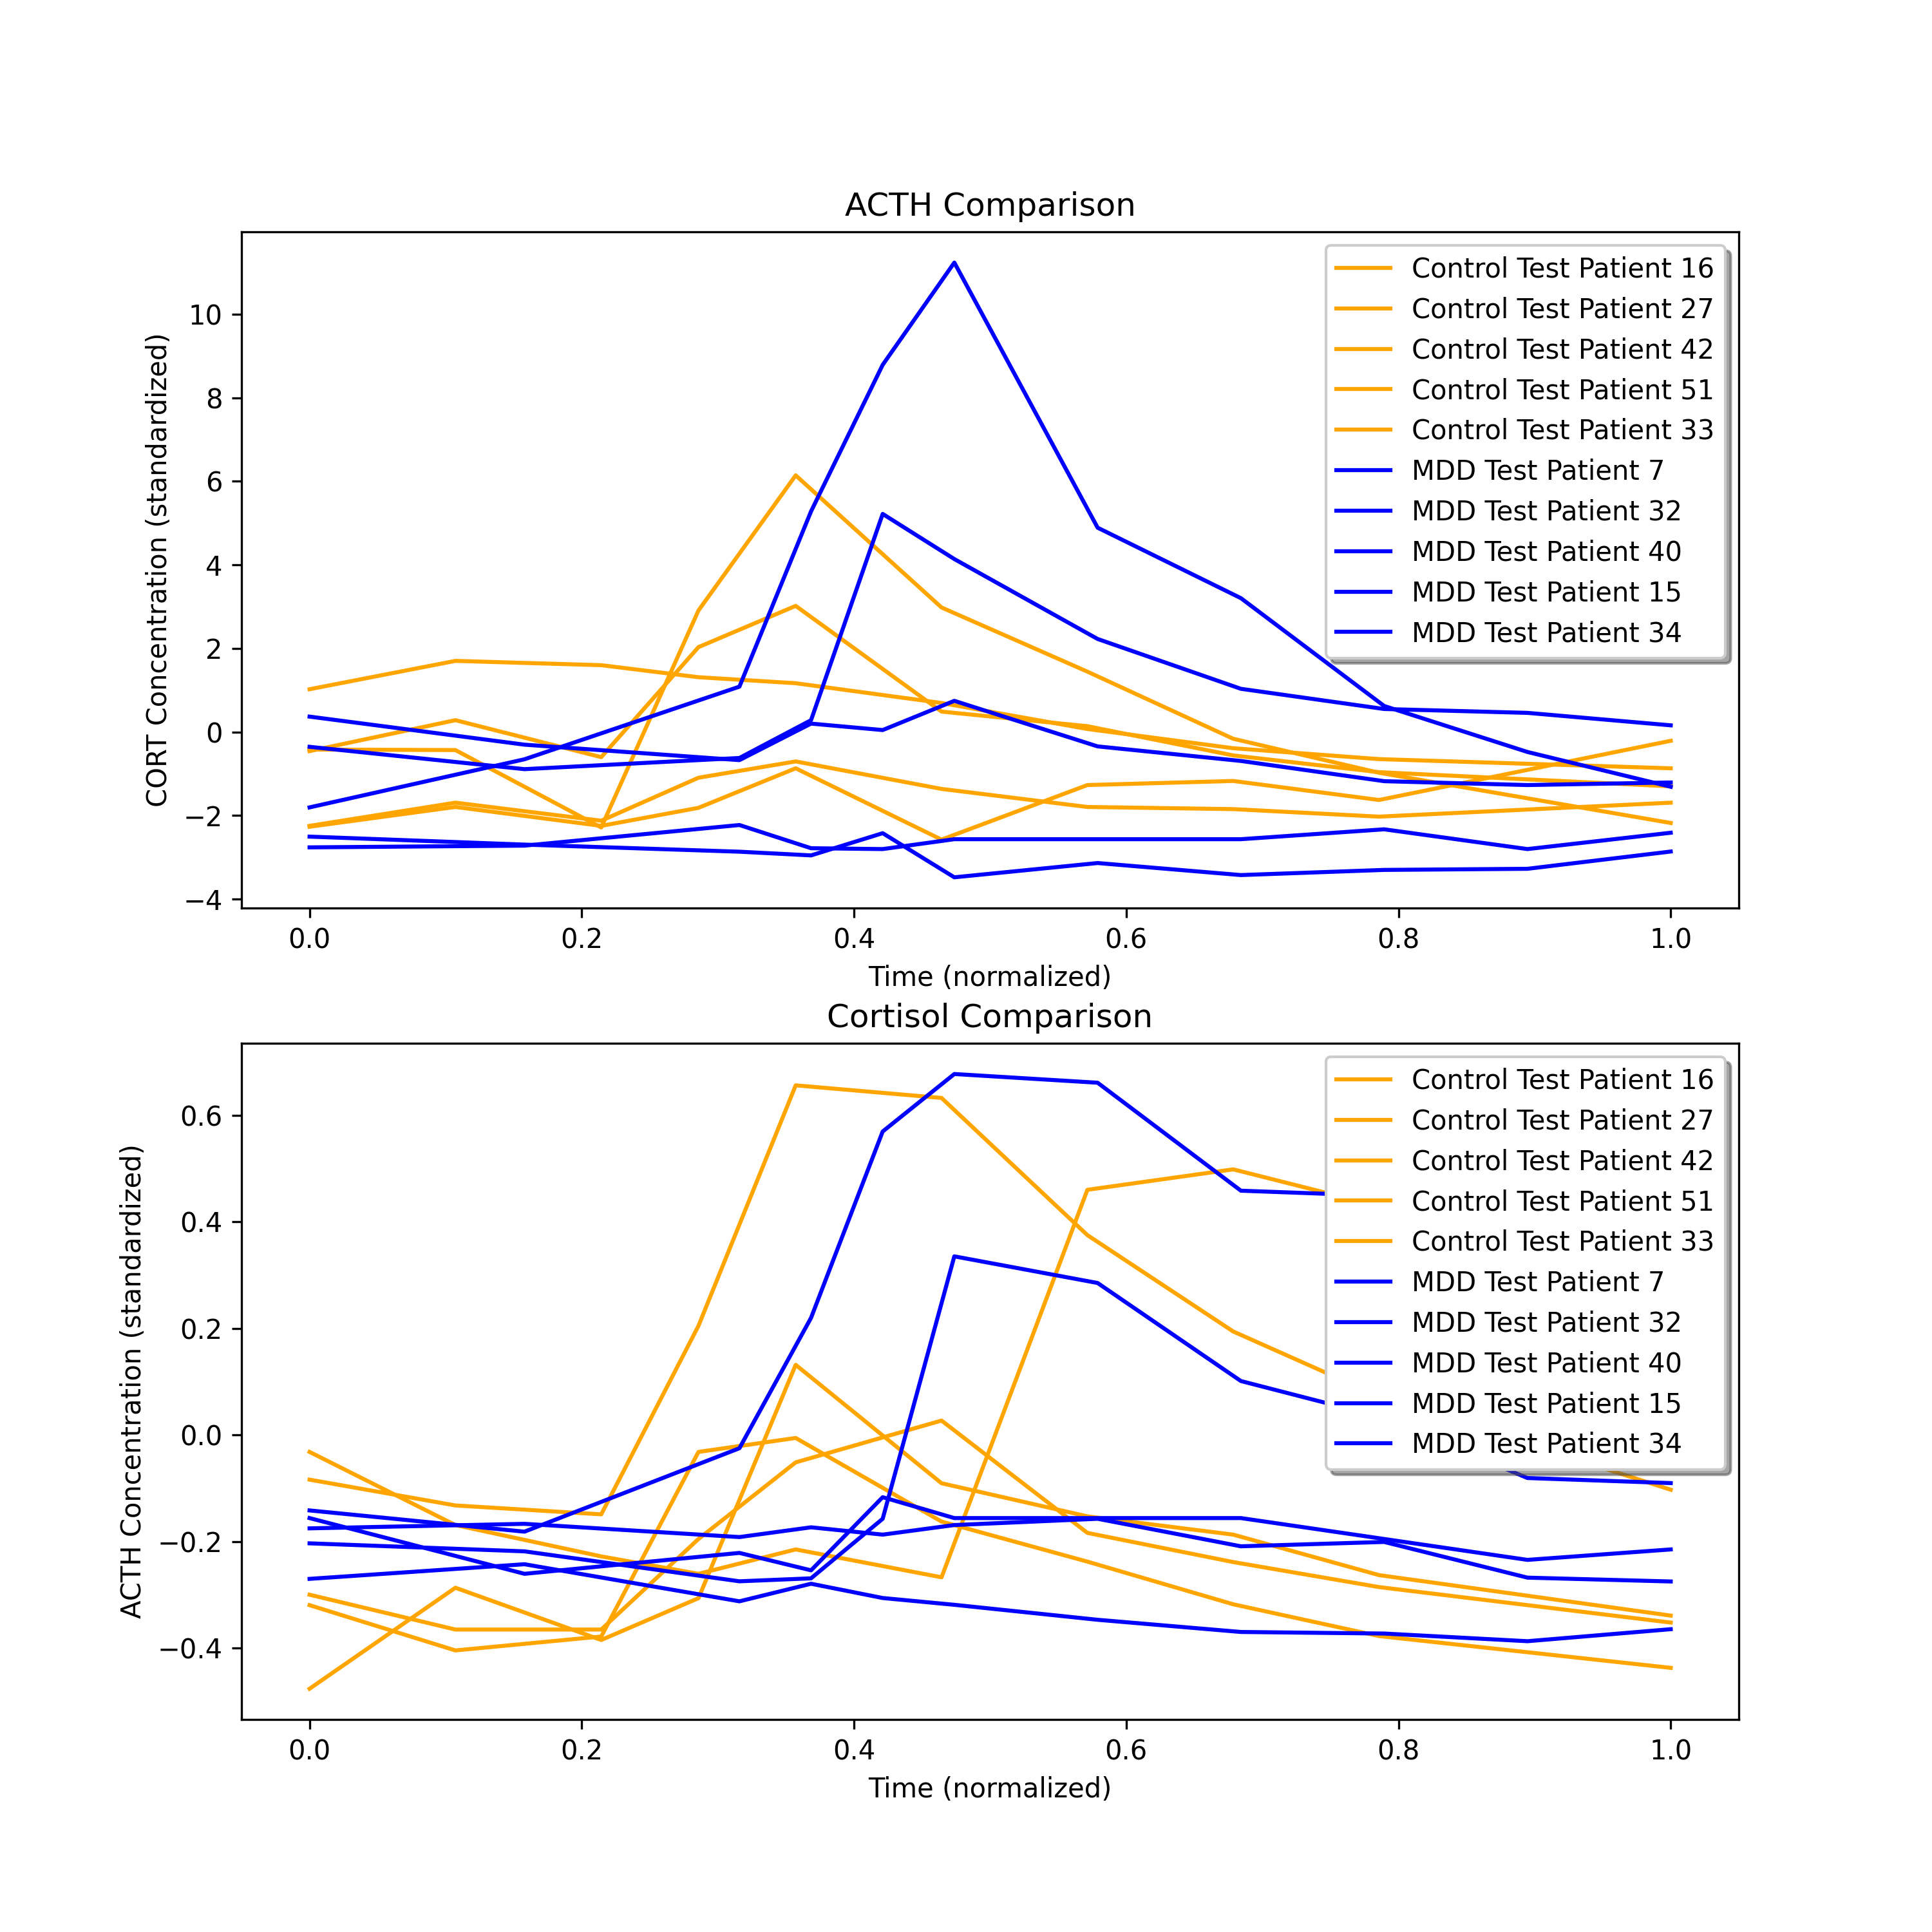 ACTH Comparison
CORT Concentration (standardized)
10
8
6
4
2
0
−2
−4
0.0 0.2 0.4 0.6 0.8 1.0
Time (normalized)
Control Test Patient 16
Control Test Patient 27
Control Test Patient 42
Control Test Patient 51
Control Test Patient 33
MDD Test Patient 7
MDD Test Patient 32
MDD Test Patient 40
MDD Test Patient 15
MDD Test Patient 34
Cortisol Comparison
ACTH Concentration (standardized)
0.6
0.4
0.2
0.0
−0.2
−0.4
0.0 0.2 0.4 0.6 0.8 1.0
Time (normalized)
Control Test Patient 16
Control Test Patient 27
Control Test Patient 42
Control Test Patient 51
Control Test Patient 33
MDD Test Patient 7
MDD Test Patient 32
MDD Test Patient 40
MDD Test Patient 15
MDD Test Patient 34